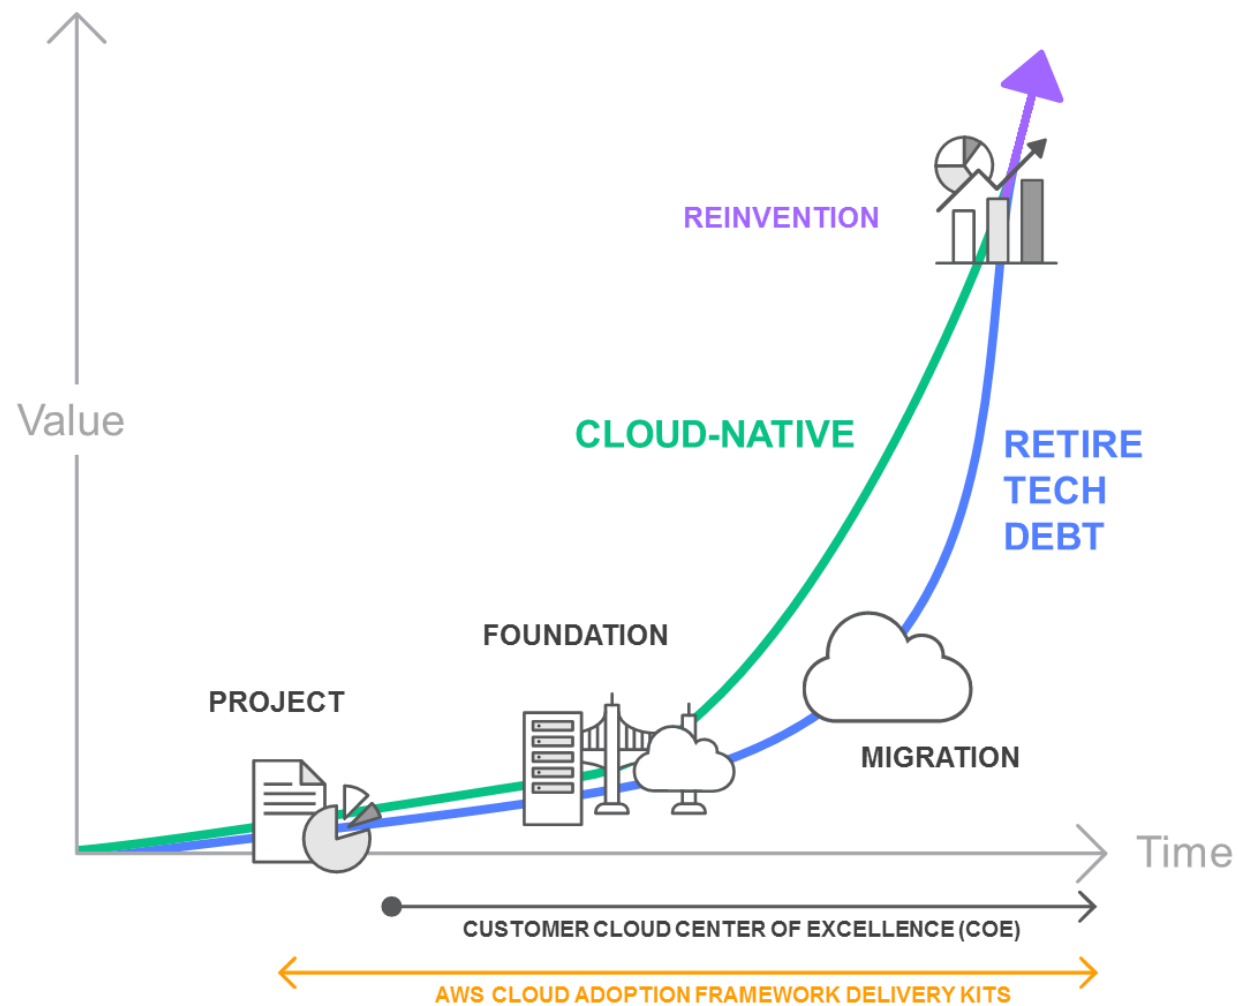 REINVENTION
Value
CLOUD-NATIVE
RETIRE
TECH
DEBT
FOUNDATION
PROJECT
MIGRATION
Time
CUSTOMER CLOUD CENTER OF EXCELLENCE (COE)
AWS CLOUD ADOPTION FRAMEWORK DELIVERY KITS